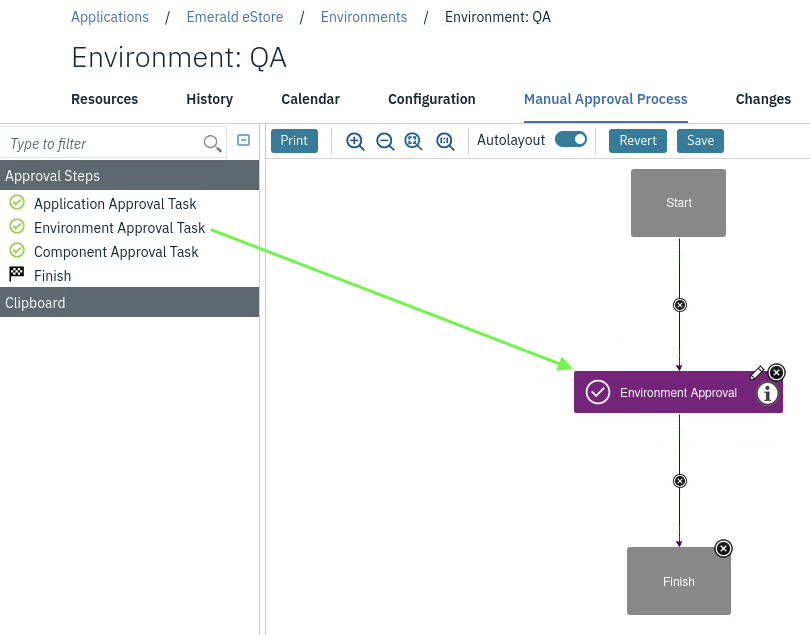 Applications / Emerald eStore / Environments / Environment: QA
Environment: QA
Resources History Calendar Configuration Manual Approval Process Changes
Type to filter
Print Autolayout Revert Save
Approval Steps
Application Approval Task
Environment Approval Task
Component Approval Task
Finish
Clipboard
Start
Environment Approval
Finish